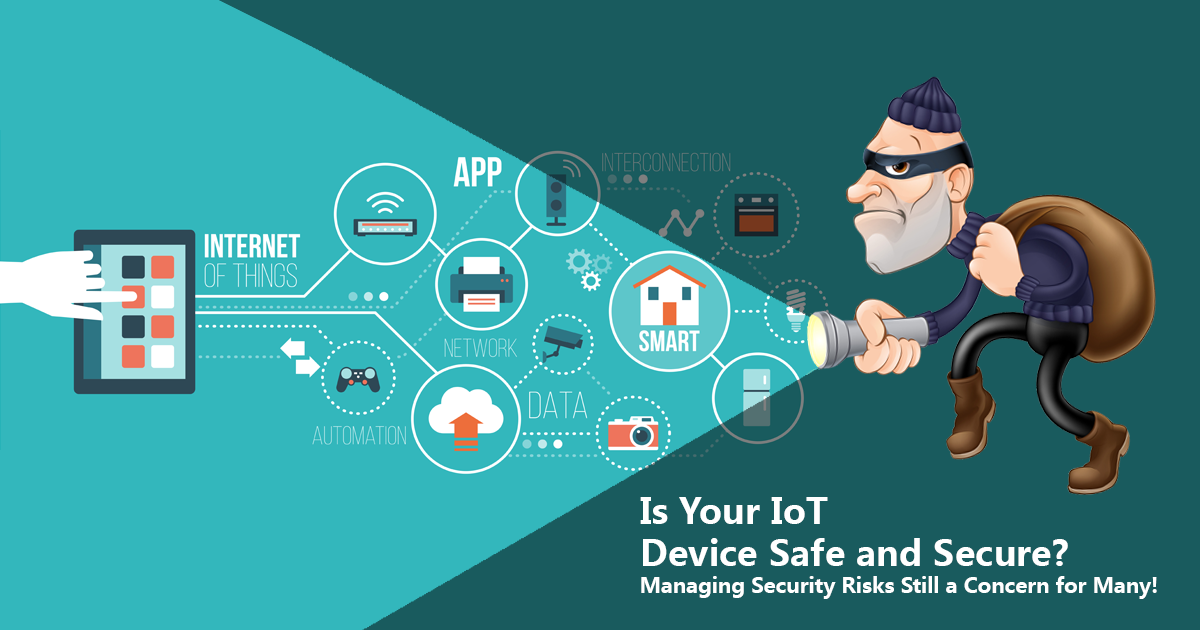 APP
INTERCONNECTION
INTERNET
OF THINGS
SMART
NETWORK
DATA
AUTOMATION
Is Your IoT
Device Safe and Secure?
Managing Security Risks Still a Concern for Many!